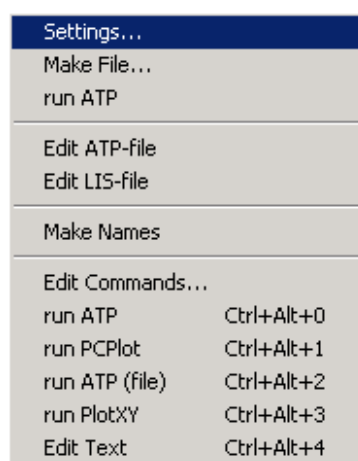 Settings...
Make File...
run ATP
Edit ATP-file
Edit LIS-file
Make Names
Edit Commands...
run ATP Ctrl+Alt+0
run PCPlot Ctrl+Alt+1
run ATP (file) Ctrl+Alt+2
run PlotXY Ctrl+Alt+3
Edit Text Ctrl+Alt+4